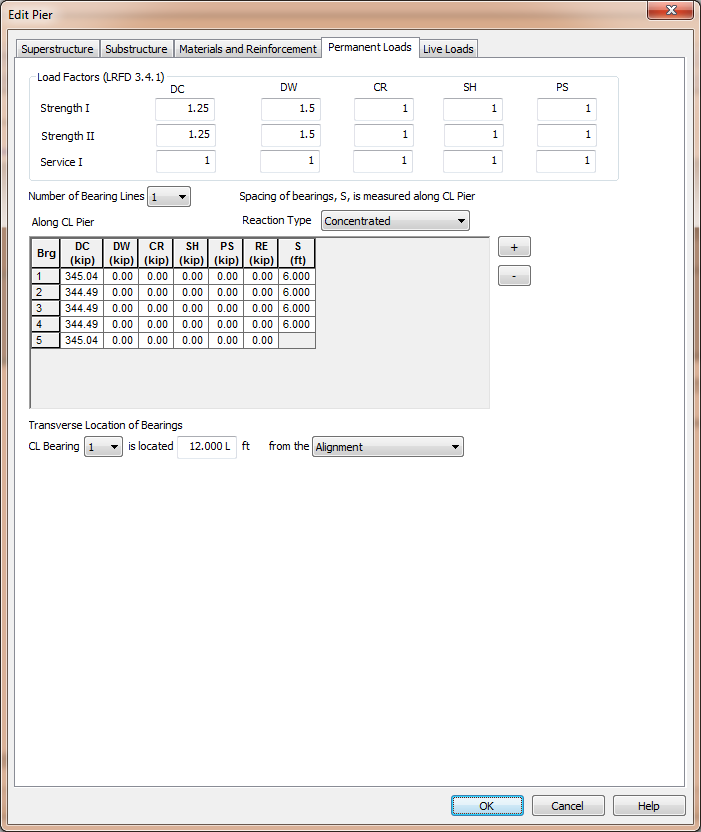 Edit Pier
Superstructure Substructure Materials and Reinforcement Permanent Loads Live Loads
Load Factors (LRFD 3.4.1)
DC DW CR SH PS
Strength I 1.25 1.5 1 1 1
Strength II 1.25 1.5 1 1 1
Service I 1 1 1 1 1
Number of Bearing Lines 1 Spacing of bearings, S, is measured along CL Pier
Along CL Pier Reaction Type Concentrated
Brg DC (kip) DW (kip) CR (kip) SH (kip) PS (kip) RE (kip) S (ft)
1 345.04 0.00 0.00 0.00 0.00 0.00 6.000
2 344.49 0.00 0.00 0.00 0.00 0.00 6.000
3 344.49 0.00 0.00 0.00 0.00 0.00 6.000
4 344.49 0.00 0.00 0.00 0.00 0.00 6.000
5 345.04 0.00 0.00 0.00 0.00 0.00
+
-
Transverse Location of Bearings
CL Bearing 1 is located 12.000 L ft from the Alignment
OK Cancel Help